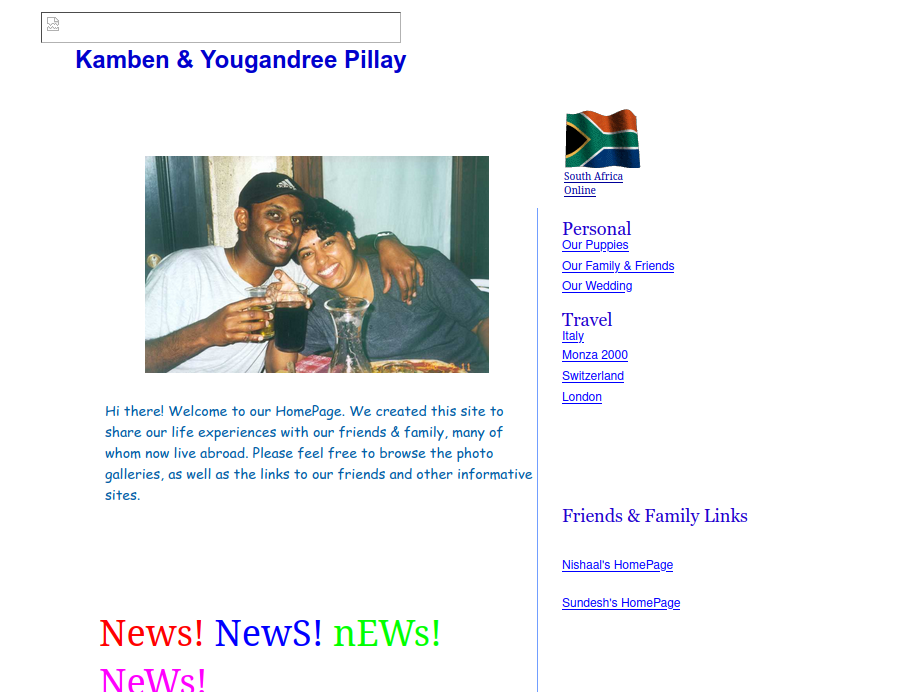 Kamben & Yougandree Pillay
South Africa
Online
Personal
Our Puppies
Our Family & Friends
Our Wedding
Travel
Italy
Monza 2000
Switzerland
London
Hi there! Welcome to our HomePage. We created this site to
share our life experiences with our friends & family, many of
whom now live abroad. Please feel free to browse the photo
galleries, as well as the links to our friends and other informative
sites.
Friends & Family Links
Nishaal's HomePage
Sundesh's HomePage
News! NewS! nEWs!
NeWs!